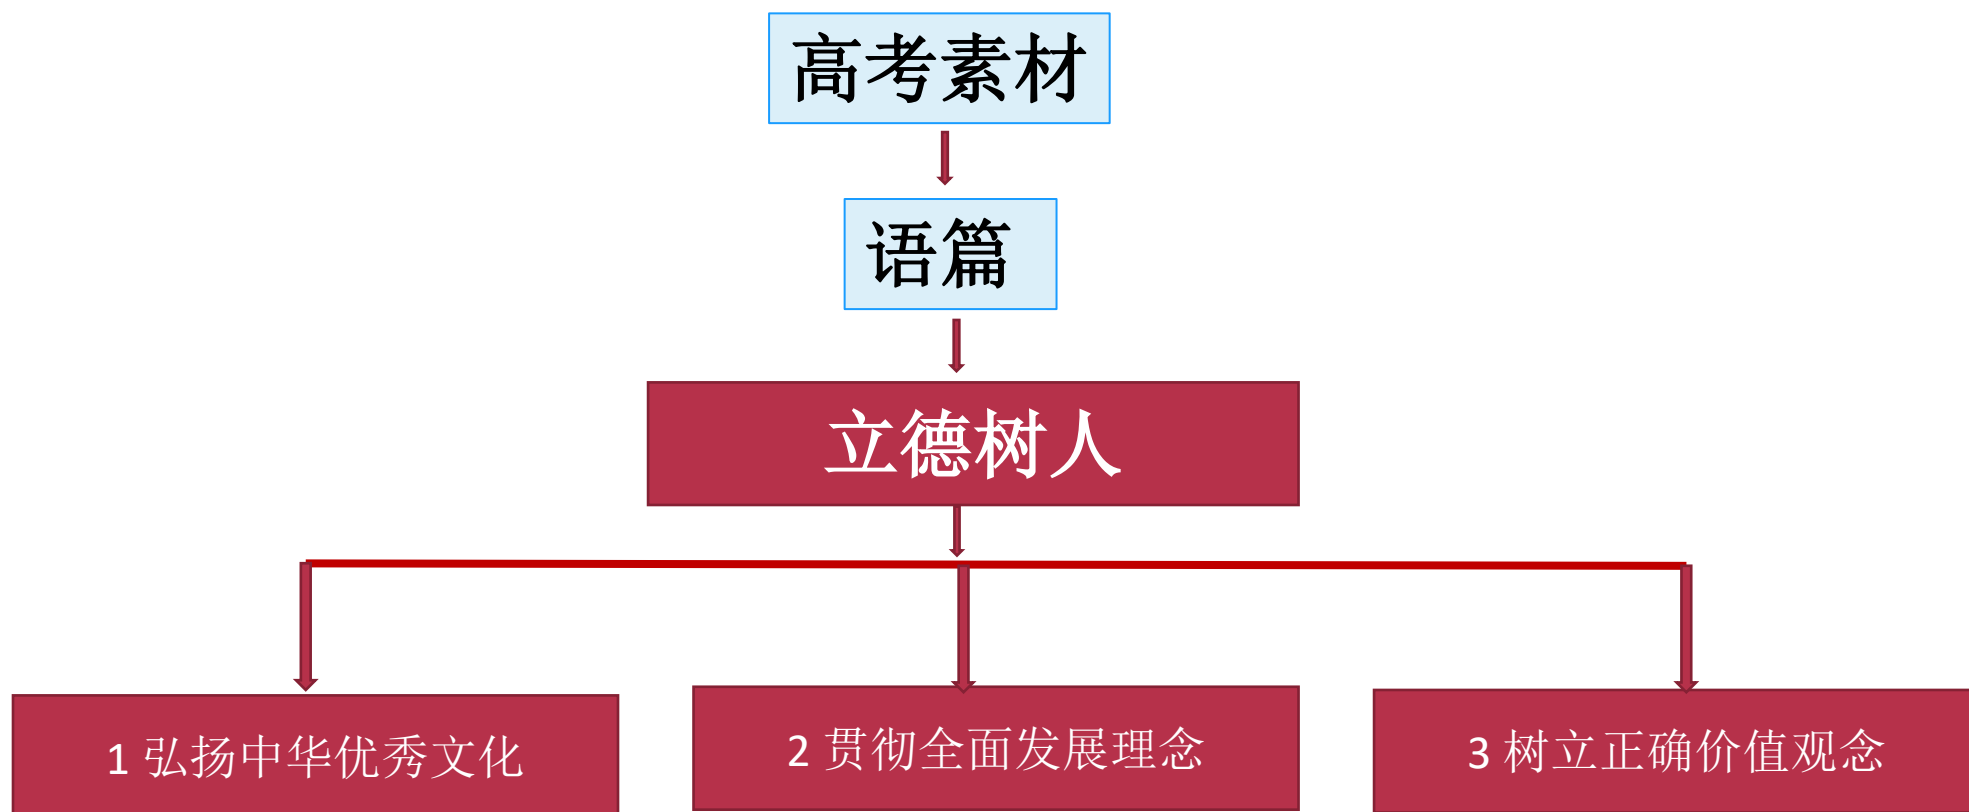 高考素材
语篇
立德树人
1 弘扬中华优秀文化
2 贯彻全面发展理念
3 树立正确价值观念